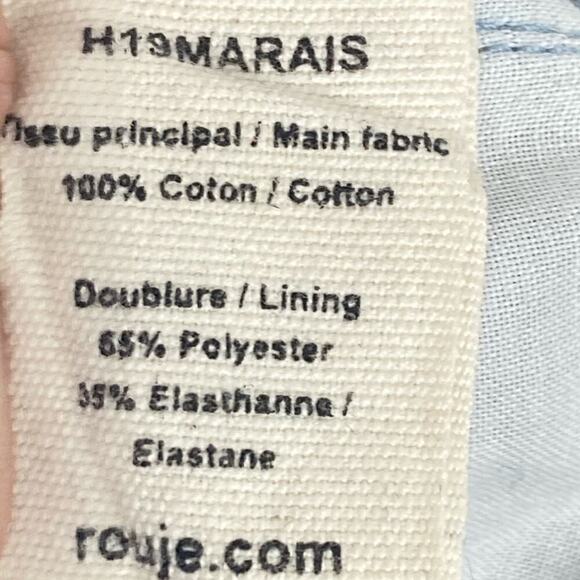 H19MARAIS
Tissu principal / Main fabric
100% Coton / Cotton
Doublure / Lining
65% Polyester
35% Elasthanne /
Elastane
rouje.com